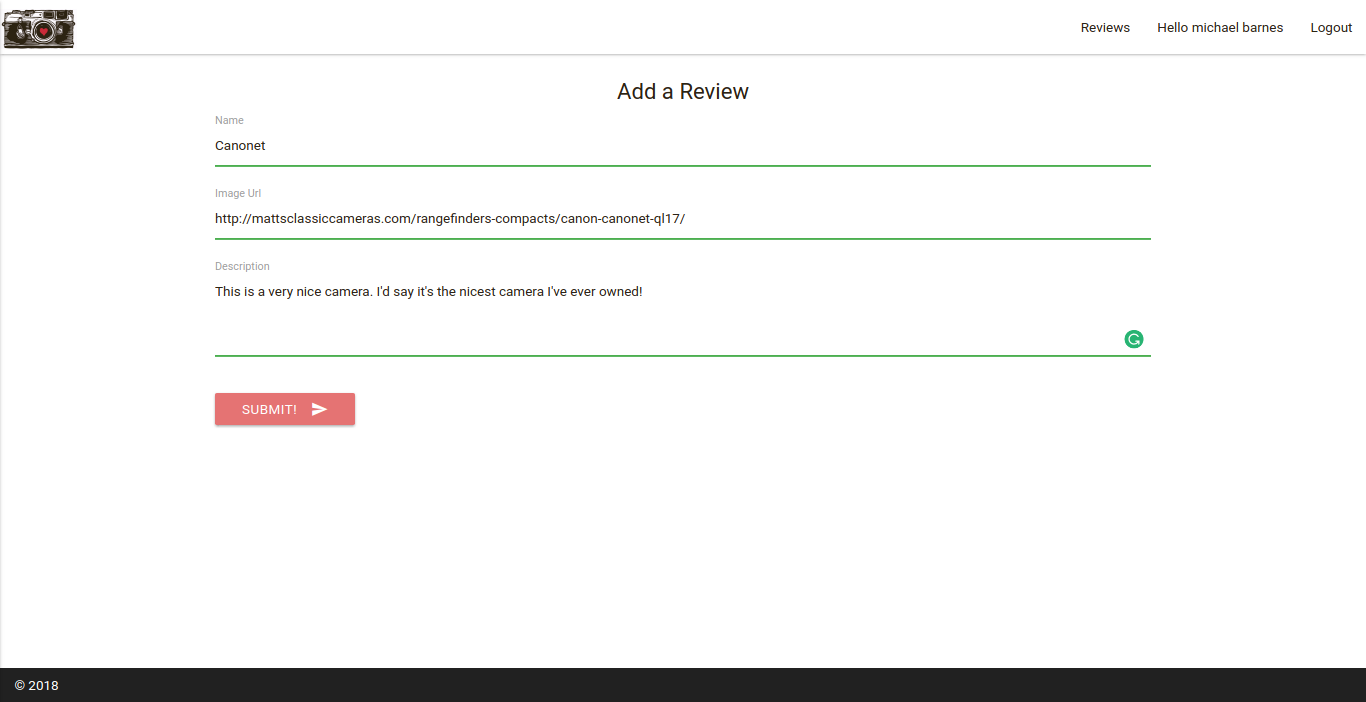 Reviews Hello michael barnes Logout
Add a Review
Name
Canonet
Image Url
http://mattsclassiccameras.com/rangefinders-compacts/canon-canonet-ql17/
Description
This is a very nice camera. I'd say it's the nicest camera I've ever owned!
SUBMIT!
© 2018